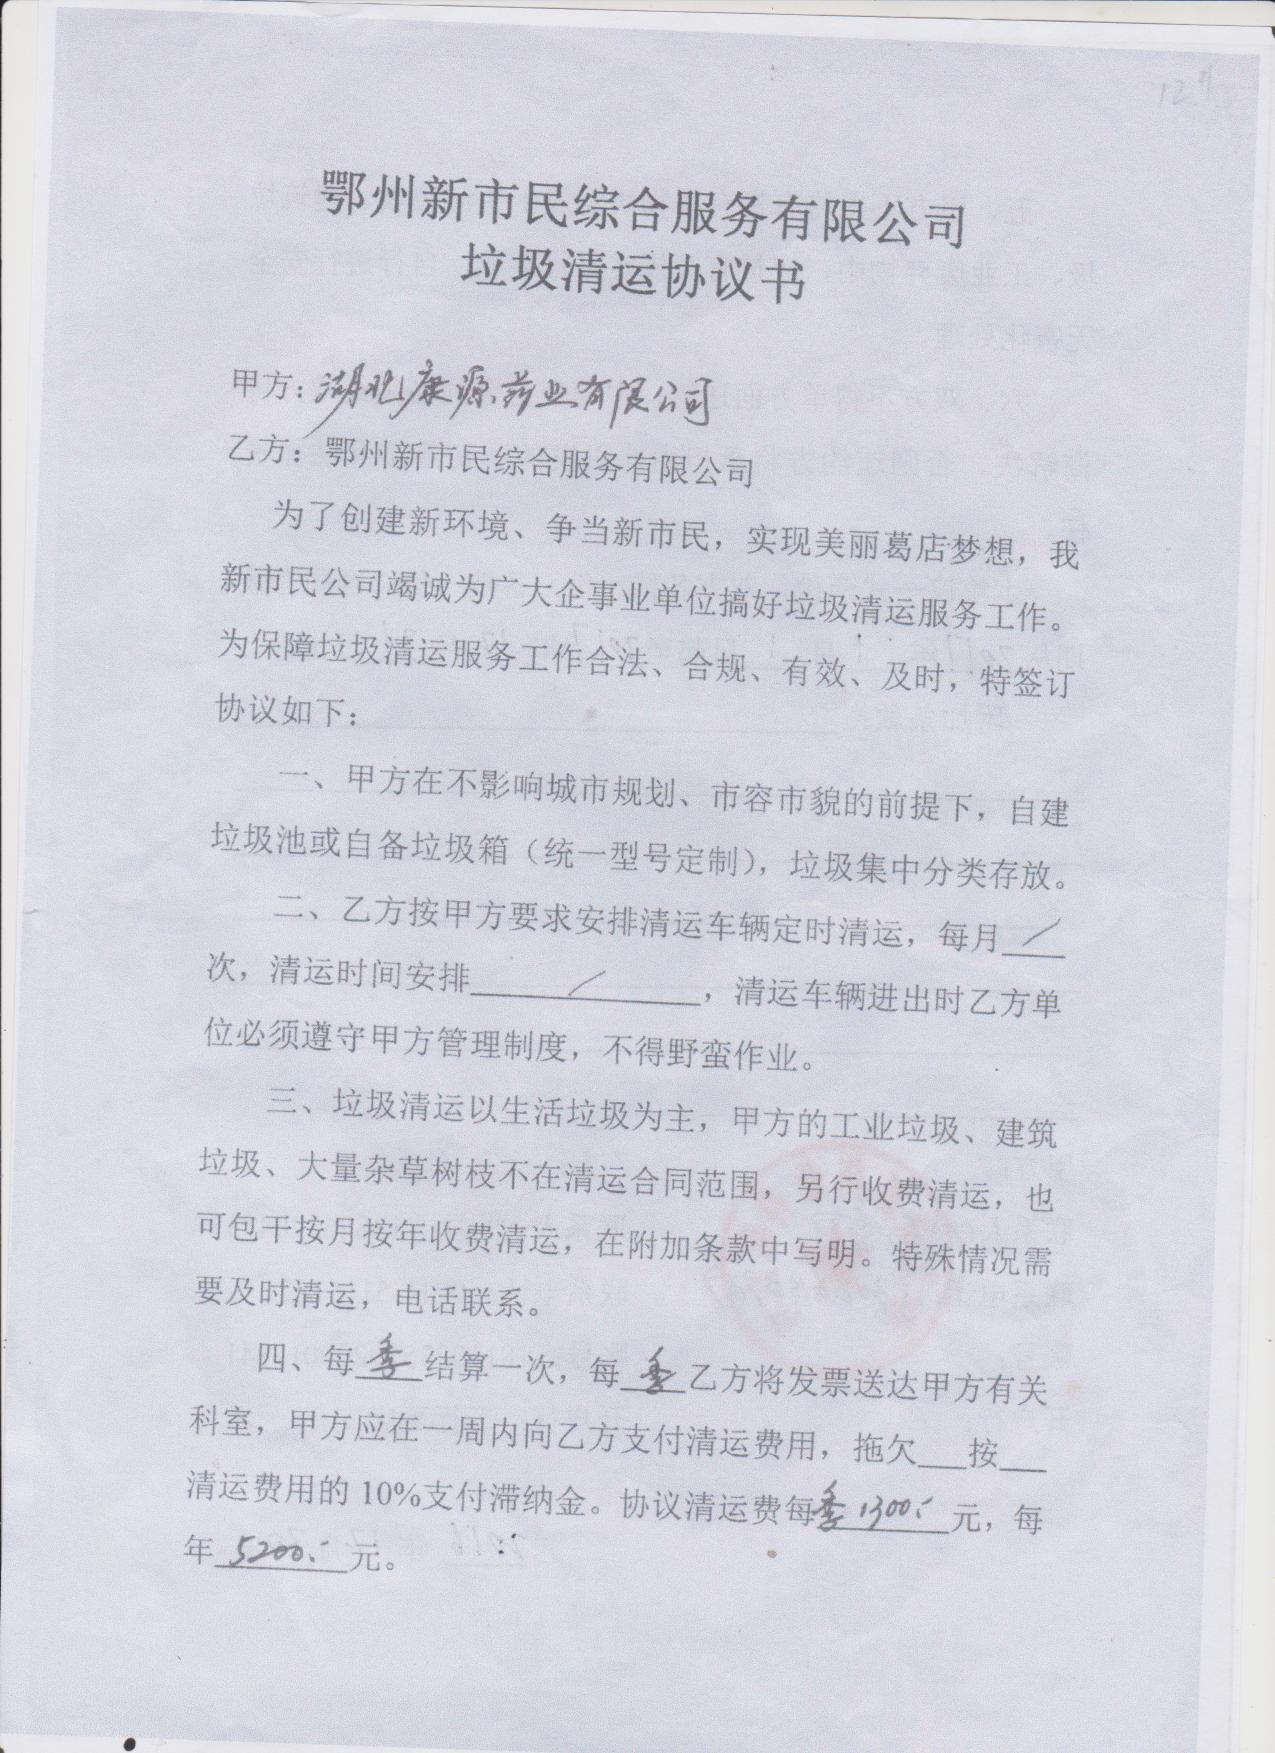 12月
鄂州新市民综合服务有限公司
垃圾清运协议书
甲方：湖北康源药业有限公司
乙方：鄂州新市民综合服务有限公司
为了创建新环境、争当新市民，实现美丽葛店梦想，我
新市民公司竭诚为广大企事业单位搞好垃圾清运服务工作。
为保障垃圾清运服务工作合法、合规、有效、及时，特签订
协议如下：
一、甲方在不影响城市规划、市容市貌的前提下，自建
垃圾池或自备垃圾箱（统一型号定制），垃圾集中分类存放。
二、乙方按甲方要求安排清运车辆定时清运，每月 /
次，清运时间安排 / ，清运车辆进出时乙方单
位必须遵守甲方管理制度，不得野蛮作业。
三、垃圾清运以生活垃圾为主，甲方的工业垃圾、建筑
垃圾、大量杂草树枝不在清运合同范围，另行收费清运，也
可包干按月按年收费清运，在附加条款中写明。特殊情况需
要及时清运，电话联系。
四、每季结算一次，每季乙方将发票送达甲方有关
科室，甲方应在一周内向乙方支付清运费用，拖欠___按___
清运费用的10%支付滞纳金。协议清运费每季1300.-元，每
年5200.-元。